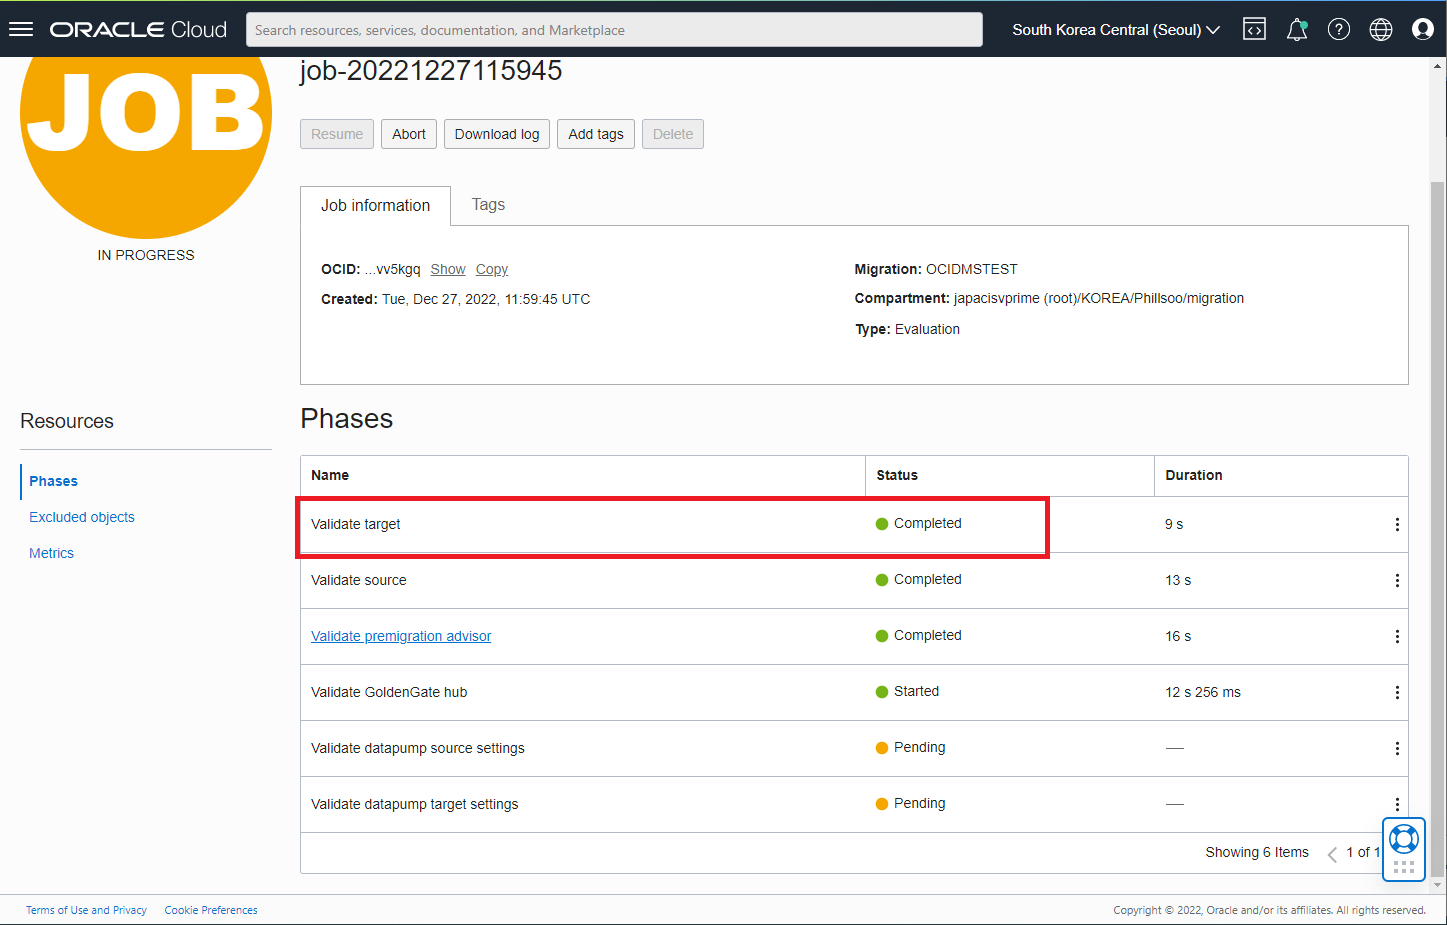 ORACLE Cloud
Search resources, services, documentation, and Marketplace
South Korea Central (Seoul)
JOB
IN PROGRESS
job-20221227115945
Resume Abort Download log Add tags Delete
Job information Tags
OCID: ...vv5kgq Show Copy
Created: Tue, Dec 27, 2022, 11:59:45 UTC
Migration: OCIDMSTEST
Compartment: japacisvprime (root)/KOREA/Phillsoo/migration
Type: Evaluation
Resources
Phases
Excluded objects
Metrics
Phases
Name Status Duration
Validate target Completed 9 s
Validate source Completed 13 s
Validate premigration advisor Completed 16 s
Validate GoldenGate hub Started 12 s 256 ms
Validate datapump source settings Pending —
Validate datapump target settings Pending —
Showing 6 Items < 1 of 1
Terms of Use and Privacy Cookie Preferences
Copyright © 2022, Oracle and/or its affiliates. All rights reserved.